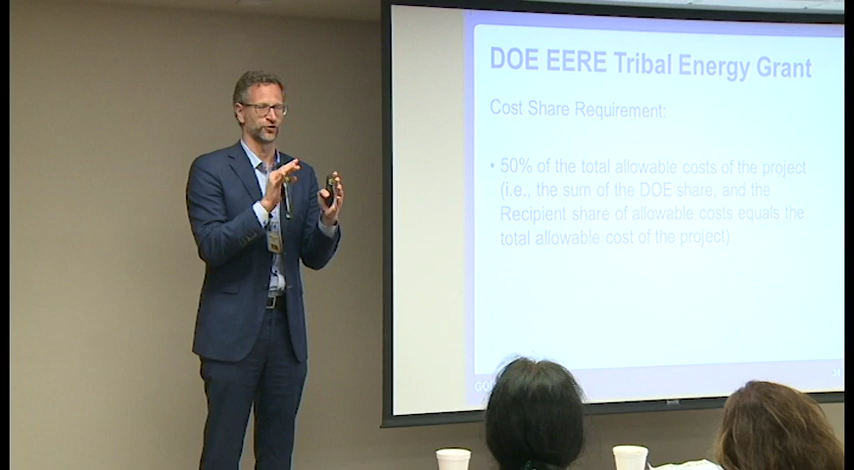 DOE EERE Tribal Energy Grant
Cost Share Requirement:
• 50% of the total allowable costs of the project
(i.e., the sum of the DOE share, and the
Recipient share of allowable costs equals the
total allowable cost of the project)